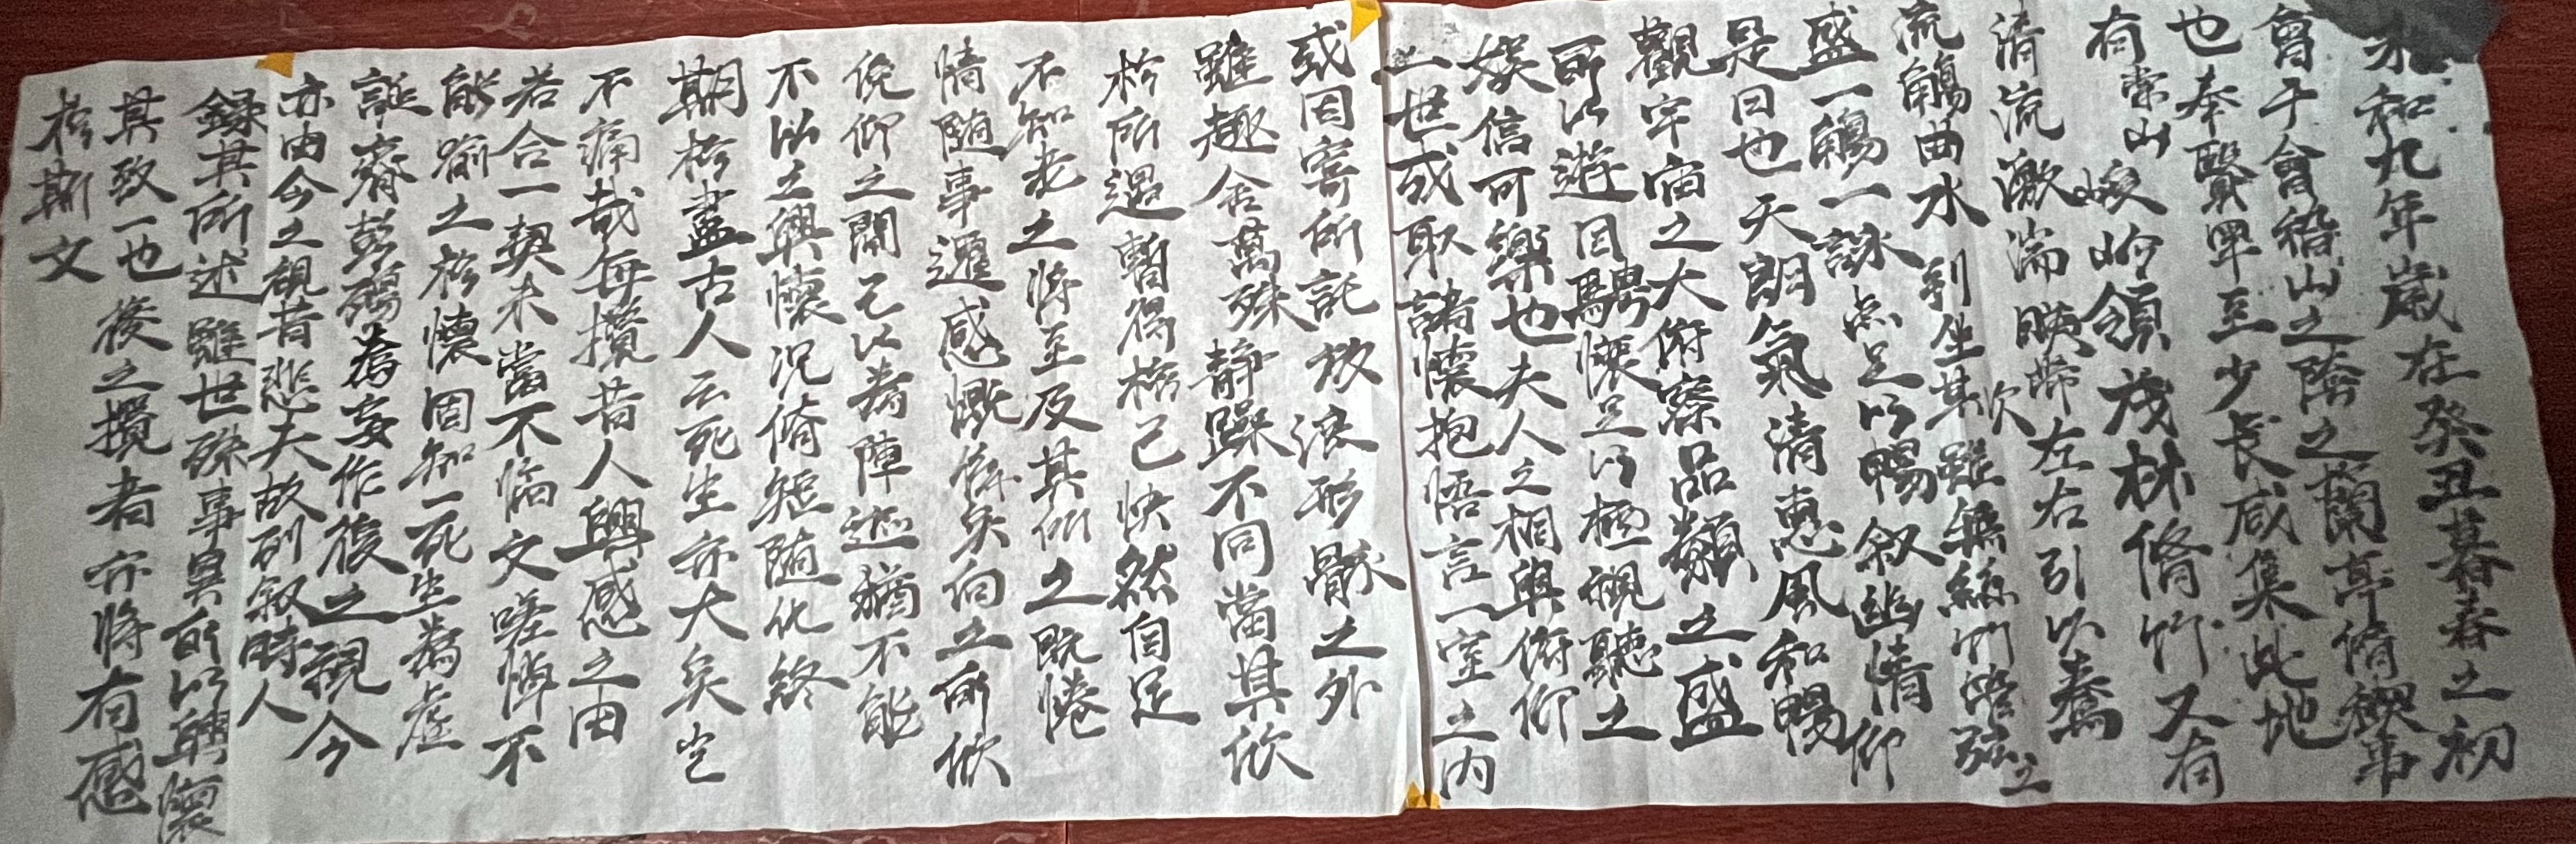 永和九年歲在癸丑暮春之初
會于會稽山之陰之蘭亭脩稧事
也奉賢畢至少長咸集此地
有崇山峻岭領茂林脩竹又有
清流激湍暎帶左右引以為
流觴曲水列坐其次雖無絲竹管弦之
盛一觴一詠亦足以暢叙幽情仰
是日也天朗氣清惠風和暢
觀宇宙之大俯察品類之盛
所以遊目騁懷足以極視聽之
娱信可樂也夫人之相與俯仰
一世或取諸懷抱悟言一室之內
或因寄所託放浪形骸之外
雖趣舍萬殊靜躁不同當其欣
於所遇暫得於己快然自足
不知老之將至及其所之既惓
情隨事遷感慨係矣向之所欣
俛仰之閒已以為陳迹猶不能
不以之興懷況脩短隨化終
期於盡古人云死生亦大矣豈
不痛哉每攬昔人興感之由
若合一契未嘗不臨文嗟悼不
能喻之於懷固知一死生為虛
誕齊彭殤為妄作後之視今
亦由今之視昔悲夫故列叙時人
錄其所述雖世殊事異所以興懷
其致一也後之攬者亦將有感
於斯文